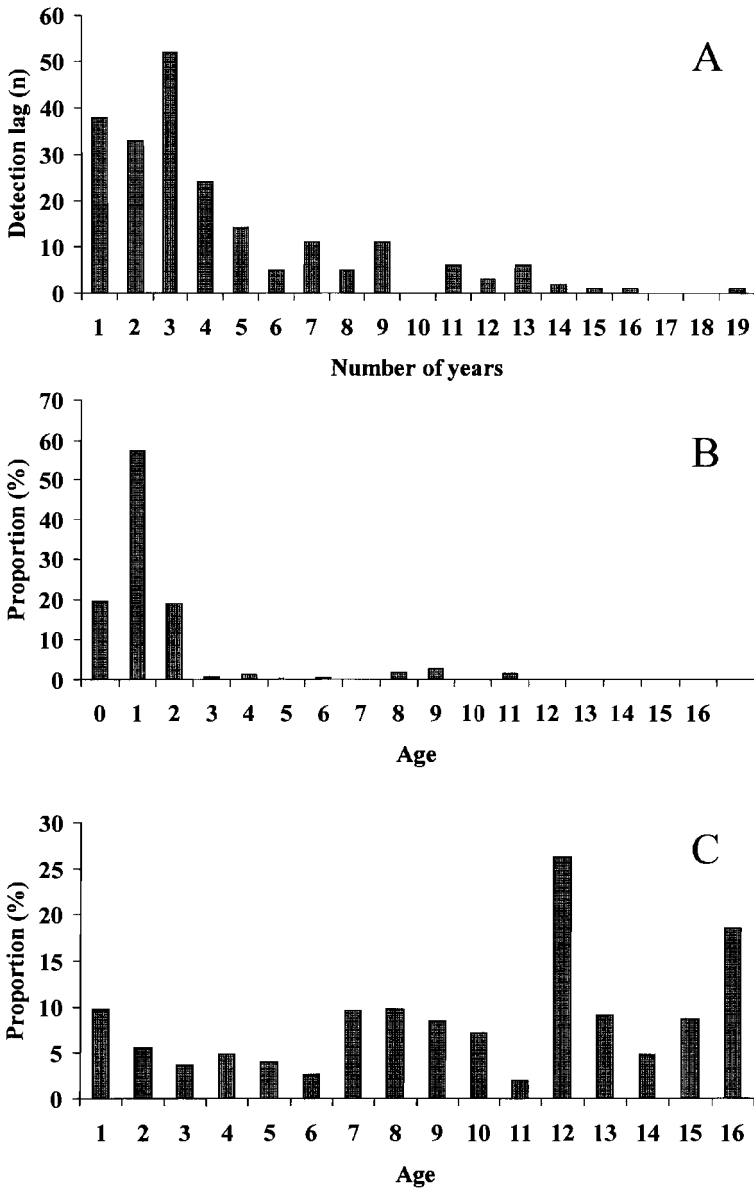 A
Detection lag (n)
60
50
40
30
20
10
0
1 2 3 4 5 6 7 8 9 10 11 12 13 14 15 16 17 18 19
Number of years
B
Proportion (%)
70
60
50
40
30
20
10
0
0 1 2 3 4 5 6 7 8 9 10 11 12 13 14 15 16
Age
C
Proportion (%)
30
25
20
15
10
5
0
1 2 3 4 5 6 7 8 9 10 11 12 13 14 15 16
Age